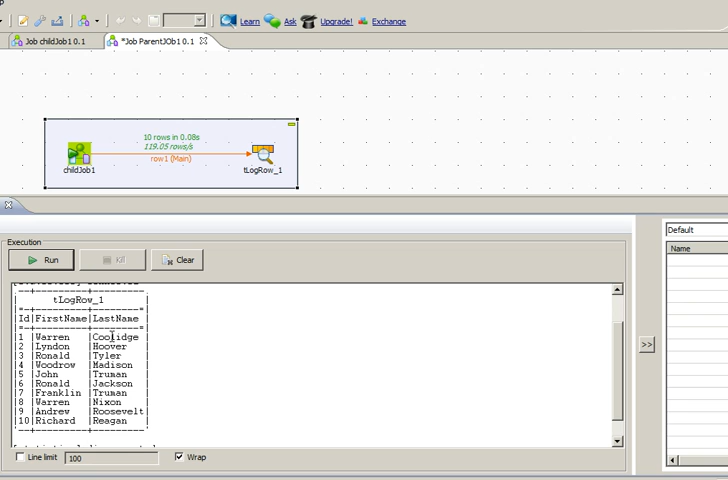 Learn Ask Upgrade! Exchange
Job childJob1 0.1 *Job ParentJOb1 0.1
10 rows in 0.08s
119.05 rows/s
row1 (Main)
childJob1 tLogRow_1
Execution Default
Run Kill Clear Name
tLogRow_1
Id|FirstName|LastName
1 |Warren |Coolidge
2 |Lyndon |Hoover
3 |Ronald |Tyler
4 |Woodrow |Madison
5 |John |Truman
6 |Ronald |Jackson
7 |Franklin |Truman
8 |Warren |Nixon
9 |Andrew |Roosevelt
10|Richard |Reagan
>>
Line limit 100 Wrap